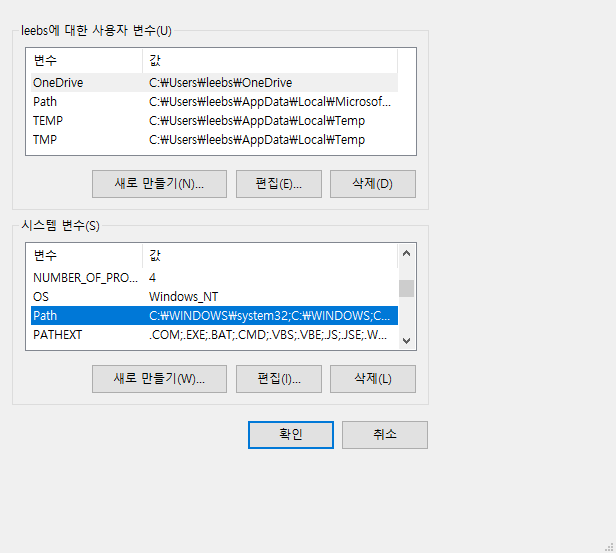 leebs에 대한 사용자 변수(U)
변수 값
OneDrive C:₩Users₩leebs₩OneDrive
Path C:₩Users₩leebs₩AppData₩Local₩Microsof...
TEMP C:₩Users₩leebs₩AppData₩Local₩Temp
TMP C:₩Users₩leebs₩AppData₩Local₩Temp
새로 만들기(N)... 편집(E)... 삭제(D)
시스템 변수(S)
변수 값
NUMBER_OF_PRO... 4
OS Windows_NT
Path C:₩WINDOWS₩system32;C:₩WINDOWS;C...
PATHEXT .COM;.EXE;.BAT;.CMD;.VBS;.VBE;.JS;.JSE;.W...
새로 만들기(W)... 편집(I)... 삭제(L)
확인 취소